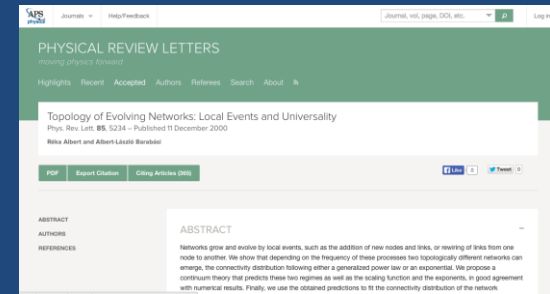 APS
physics
Journals
Help/Feedback
Journal, vol, page, DOI, etc.
Log in
PHYSICAL REVIEW LETTERS
moving physics forward
Highlights Recent Accepted Authors Referees Search About
Topology of Evolving Networks: Local Events and Universality
Phys. Rev. Lett. 85, 5234 – Published 11 December 2000
Réka Albert and Albert-László Barabási
PDF Export Citation Citing Articles (365)
Like 0 Tweet 0
ABSTRACT
AUTHORS
REFERENCES
ABSTRACT
Networks grow and evolve by local events, such as the addition of new nodes and links, or rewiring of links from one
node to another. We show that depending on the frequency of these processes two topologically different networks can
emerge, the connectivity distribution following either a generalized power law or an exponential. We propose a
continuum theory that predicts these two regimes as well as the scaling function and the exponents, in good agreement
with numerical results. Finally, we use the obtained predictions to fit the connectivity distribution of the network